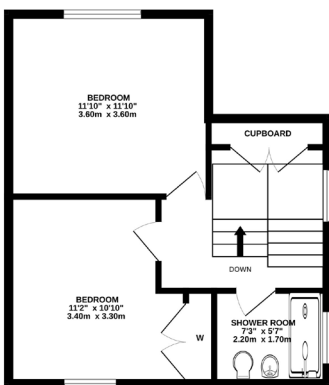 BEDROOM
11'10" x 11'10"
3.60m x 3.60m
CUPBOARD
DOWN
BEDROOM
11'2" x 10'10"
3.40m x 3.30m
W
SHOWER ROOM
7'3" x 5'7"
2.20m x 1.70m